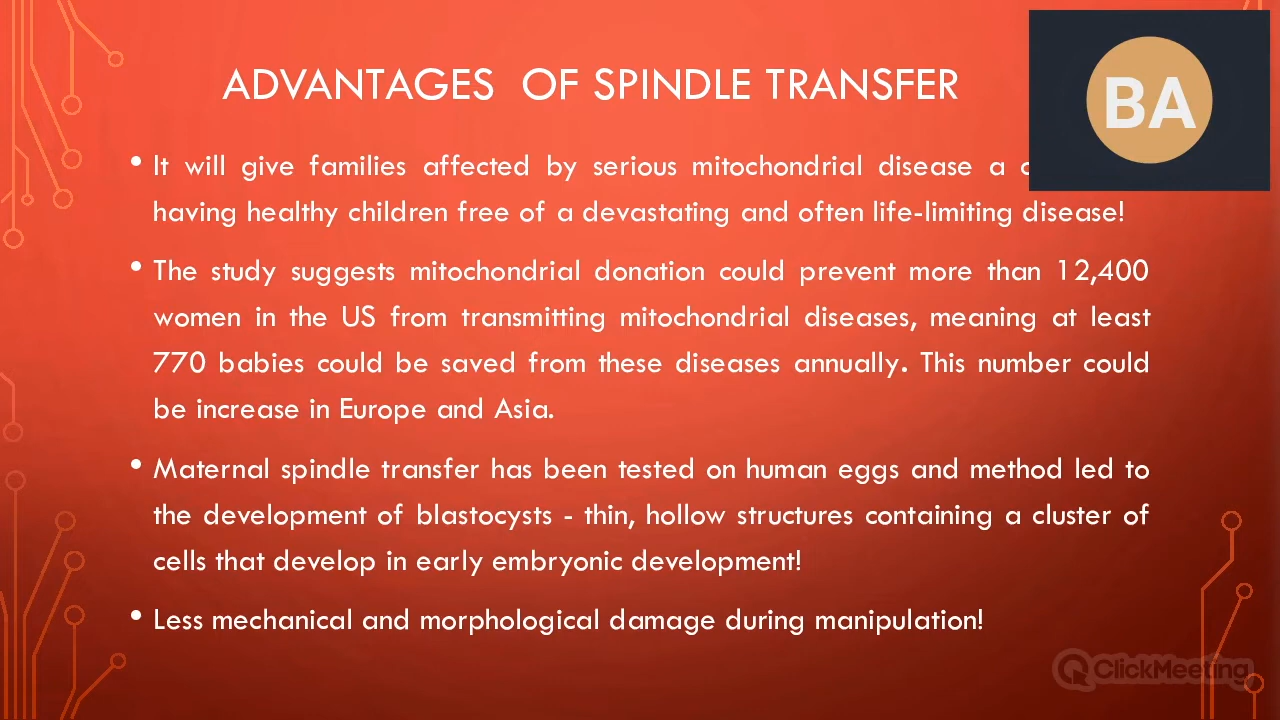 ADVANTAGES OF SPINDLE TRANSFER
BA
• It will give families affected by serious mitochondrial disease a
having healthy children free of a devastating and often life-limiting disease!
• The study suggests mitochondrial donation could prevent more than 12,400
women in the US from transmitting mitochondrial diseases, meaning at least
770 babies could be saved from these diseases annually. This number could
be increase in Europe and Asia.
• Maternal spindle transfer has been tested on human eggs and method led to
the development of blastocysts - thin, hollow structures containing a cluster of
cells that develop in early embryonic development!
• Less mechanical and morphological damage during manipulation!
ClickMeeting